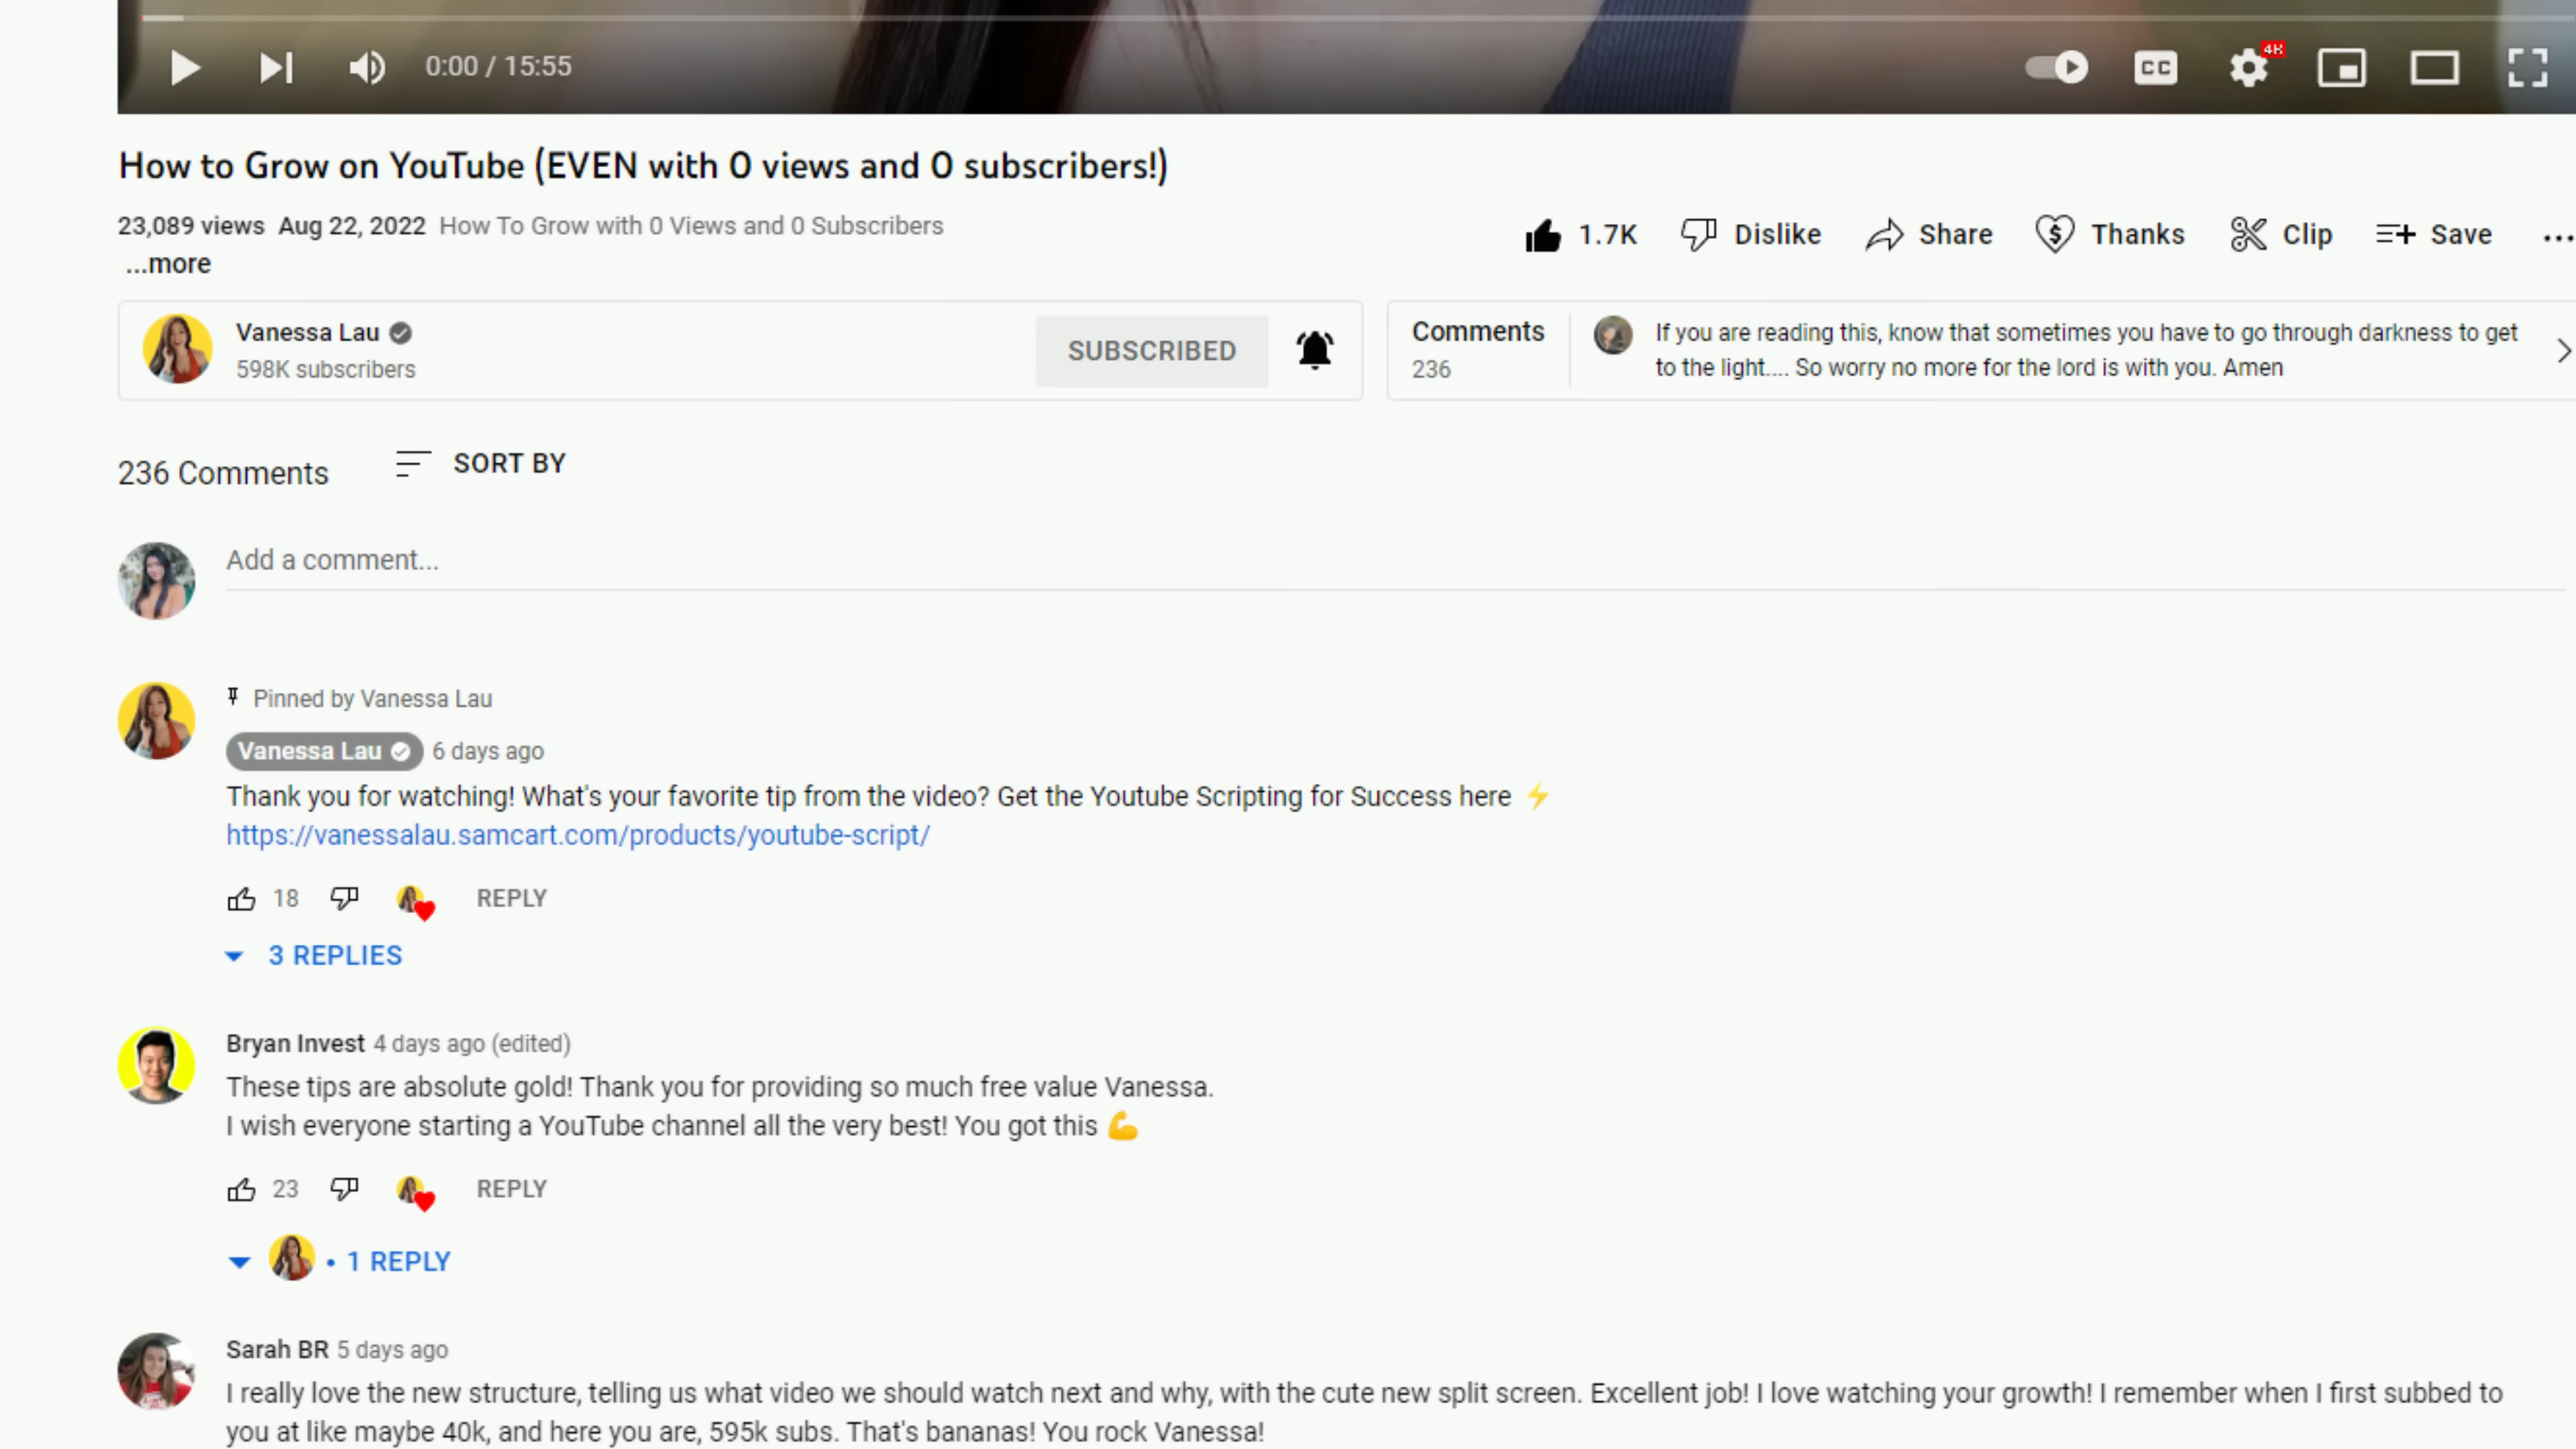 0:00 / 15:55
CC
4K
How to Grow on YouTube (EVEN with 0 views and 0 subscribers!)
23,089 views Aug 22, 2022 How To Grow with 0 Views and 0 Subscribers
...more
1.7K Dislike Share Thanks Clip Save ...
Vanessa Lau
598K subscribers
SUBSCRIBED
Comments
236
If you are reading this, know that sometimes you have to go through darkness to get
to the light.... So worry no more for the lord is with you. Amen
236 Comments SORT BY
Add a comment...
Pinned by Vanessa Lau
Vanessa Lau 6 days ago
Thank you for watching! What's your favorite tip from the video? Get the Youtube Scripting for Success here ⚡
https://vanessalau.samcart.com/products/youtube-script/
18 REPLY
3 REPLIES
Bryan Invest 4 days ago (edited)
These tips are absolute gold! Thank you for providing so much free value Vanessa.
I wish everyone starting a YouTube channel all the very best! You got this 💪
23 REPLY
• 1 REPLY
Sarah BR 5 days ago
I really love the new structure, telling us what video we should watch next and why, with the cute new split screen. Excellent job! I love watching your growth! I remember when I first subbed to
you at like maybe 40k, and here you are, 595k subs. That's bananas! You rock Vanessa!